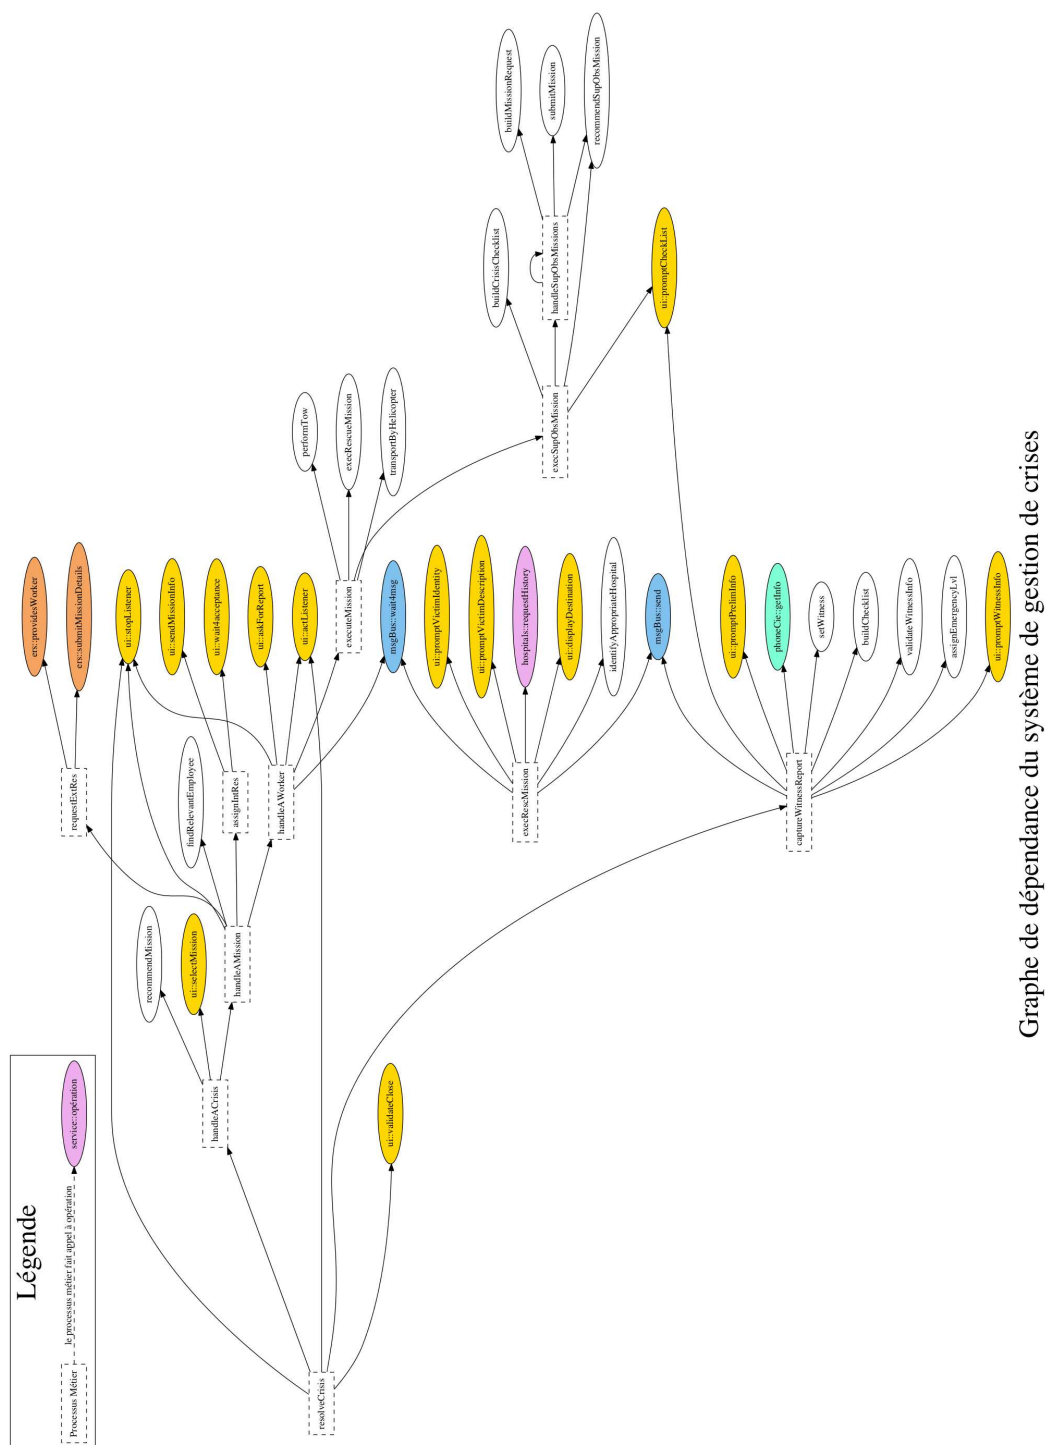 Légende
Processus Métier
le processus métier fait appel à opération
service::opération
resolveCrisis
handleACrisis
ui::validateClose
recommendMission
ui::selectMission
handleAMission
requestExtRes
findRelevantEmployee
assignIntRes
handleAWorker
execRescMission
captureWitnessReport
ers::providesWorker
ers::submitMissionDetails
ui::stopListener
ui::sendMissionInfo
ui::wait4acceptance
ui::askForReport
ui::actListener
executeMission
msgBus::wait4msg
ui::promptVictimIdentity
ui::promptVictimDescription
hospitals::requestHistory
ui::displayDestination
identifyAppropriateHospital
msgBus::send
ui::promptPrelimInfo
phoneCie::getInfo
setWitness
buildChecklist
validateWitnessInfo
assignEmergencyLvl
ui::promptWitnessInfo
performTow
execRescueMission
transportByHelicopter
execSupObsMission
buildCrisisChecklist
handleSupObsMissions
ui::promptCheckList
buildMissionRequest
submitMission
recommendSupObsMission
Graphe de dépendance du système de gestion de crises